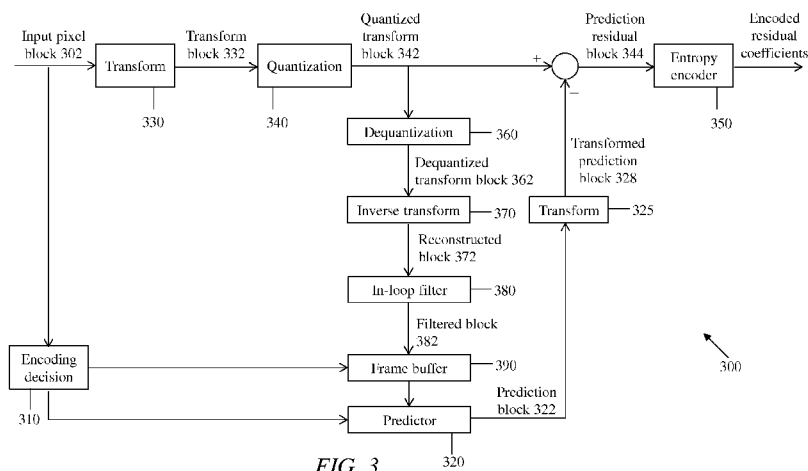 Input pixel
block 302
Transform
block 332
Quantized
transform
block 342
Prediction
residual
block 344
Encoded
residual
coefficients
Transform
330
Quantization
340
+
−
Entropy
encoder
350
Dequantization
360
Dequantized
transform block 362
Transformed
prediction
block 328
Inverse transform
370
Transform
325
Reconstructed
block 372
In-loop filter
380
Filtered block
382
300
Encoding
decision
310
Frame buffer
390
Prediction
block 322
Predictor
320
FIG. 3